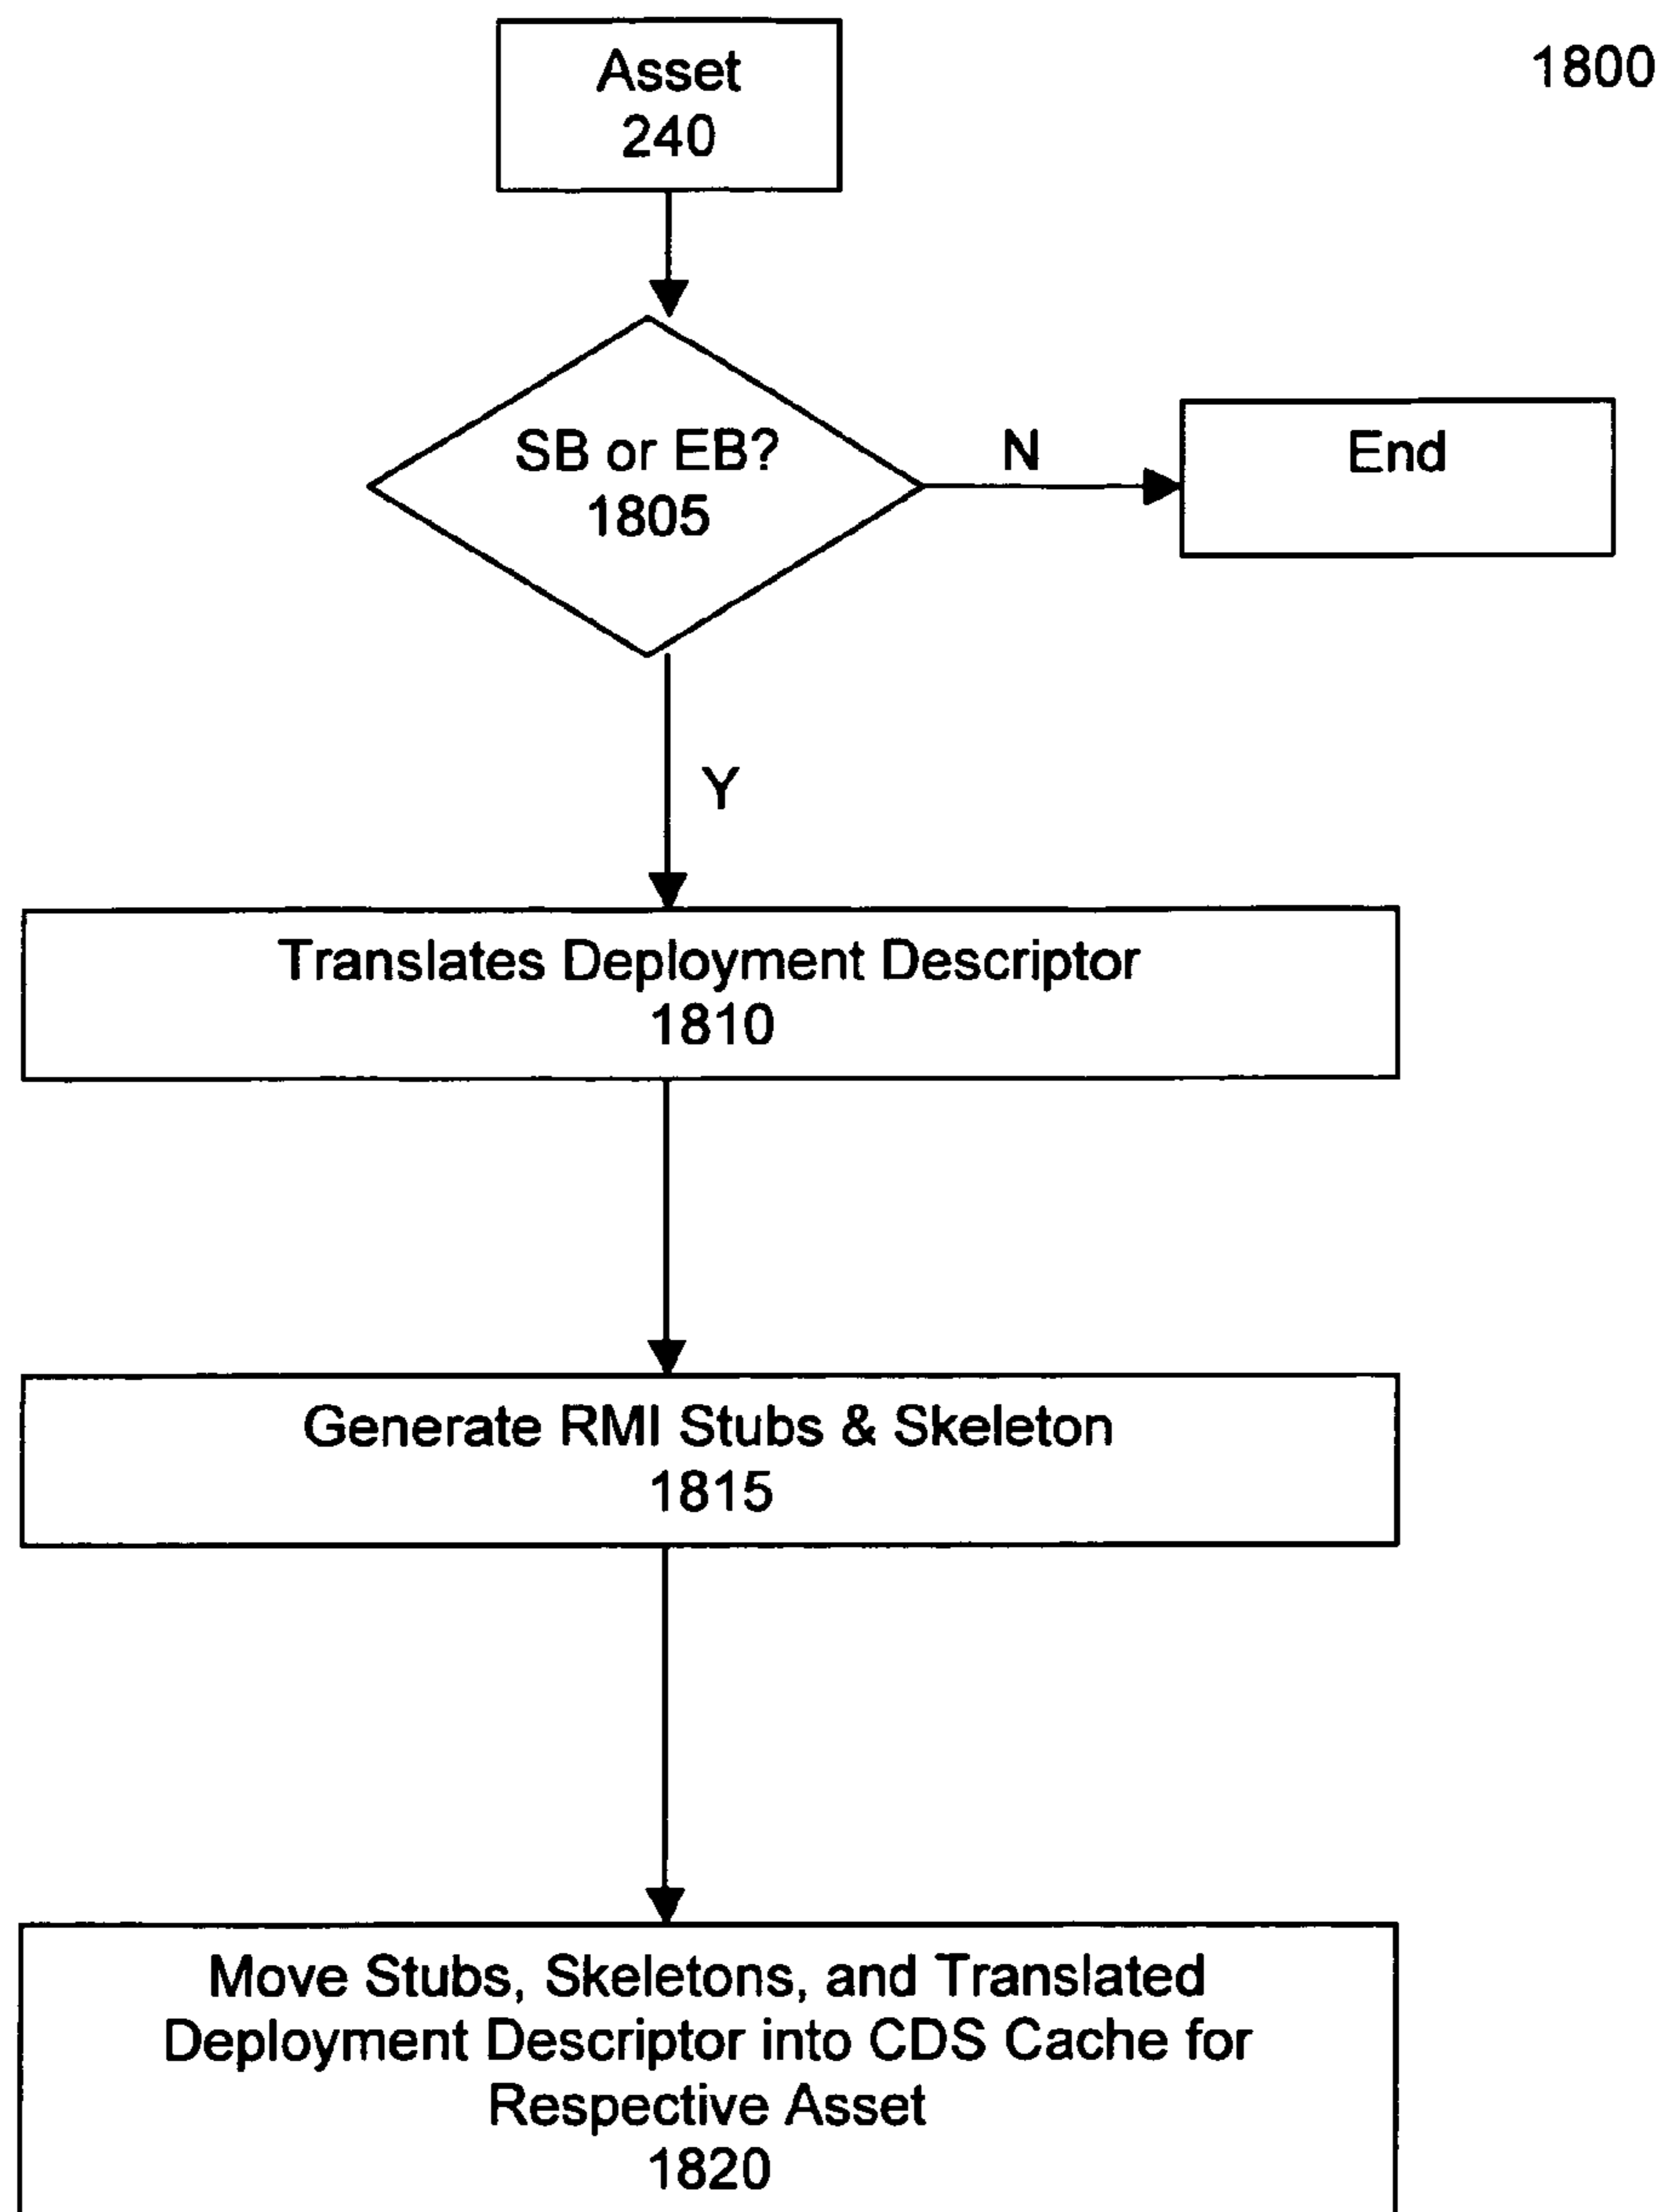 1800
Asset
240
SB or EB?
1805
N
End
Y
Translates Deployment Descriptor
1810
Generate RMI Stubs & Skeleton
1815
Move Stubs, Skeletons, and Translated
Deployment Descriptor into CDS Cache for
Respective Asset
1820